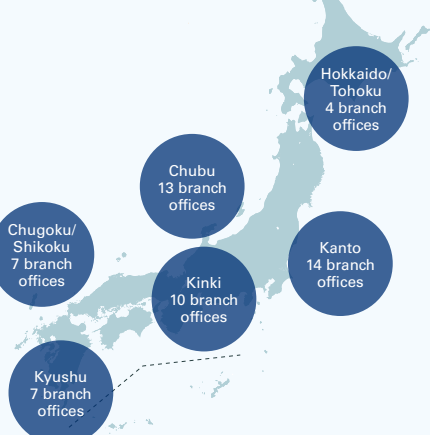 Hokkaido/
Tohoku
4 branch
offices
Chubu
13 branch
offices
Chugoku/
Shikoku
7 branch
offices
Kanto
14 branch
offices
Kinki
10 branch
offices
Kyushu
7 branch
offices